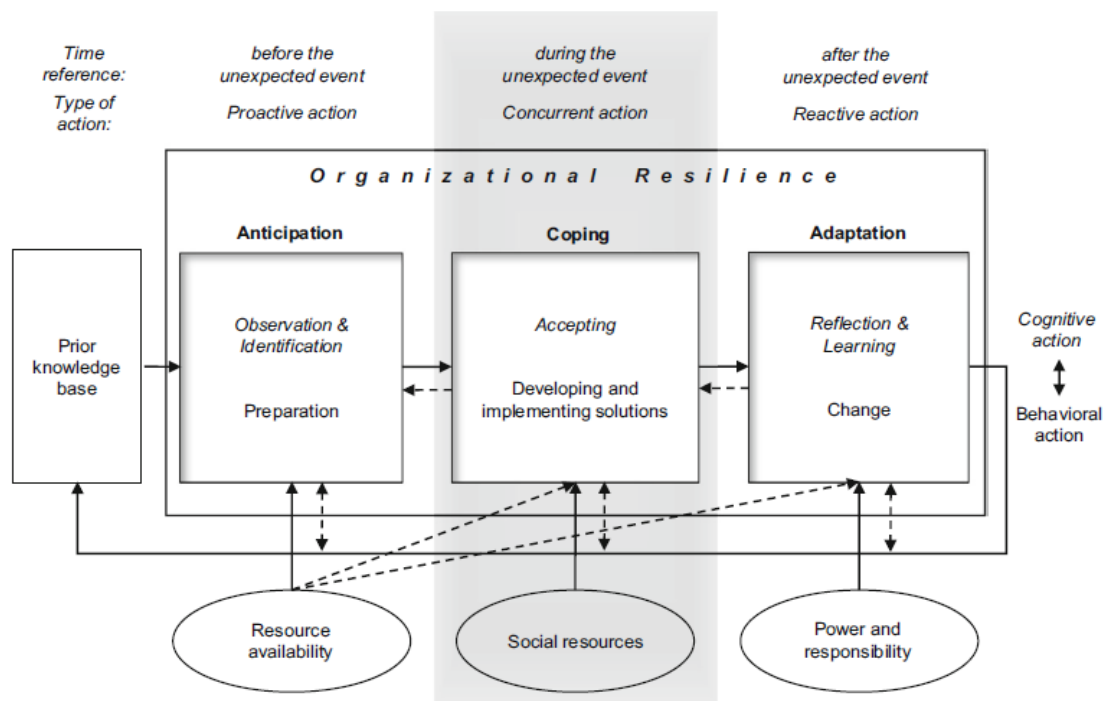 Time
reference:
before the
unexpected event
during the
unexpected event
after the
unexpected event
Type of
action:
Proactive action
Concurrent action
Reactive action
Organizational Resilience
Anticipation
Coping
Adaptation
Prior
knowledge
base
Observation &
Identification
Preparation
Accepting
Developing and
implementing solutions
Reflection &
Learning
Change
Cognitive
action
Behavioral
action
Resource
availability
Social resources
Power and
responsibility